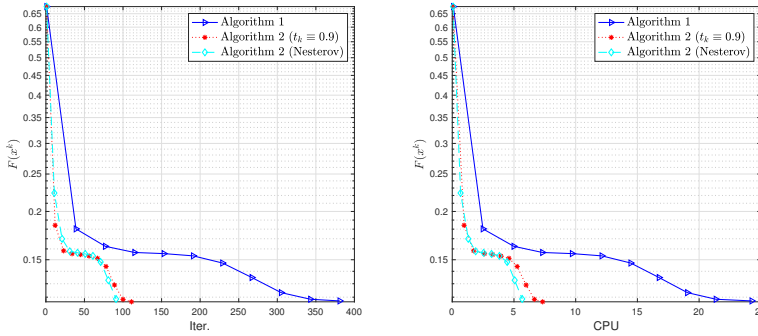 0.65
0.6
0.55
0.5
0.45
0.4
0.35
0.3
0.25
0.2
0.15
F(x^k)
0 50 100 150 200 250 300 350 400
Iter.
Algorithm 1
Algorithm 2 (t_k ≡ 0.9)
Algorithm 2 (Nesterov)
0.65
0.6
0.55
0.5
0.45
0.4
0.35
0.3
0.25
0.2
0.15
F(x^k)
0 5 10 15 20 25
CPU
Algorithm 1
Algorithm 2 (t_k ≡ 0.9)
Algorithm 2 (Nesterov)